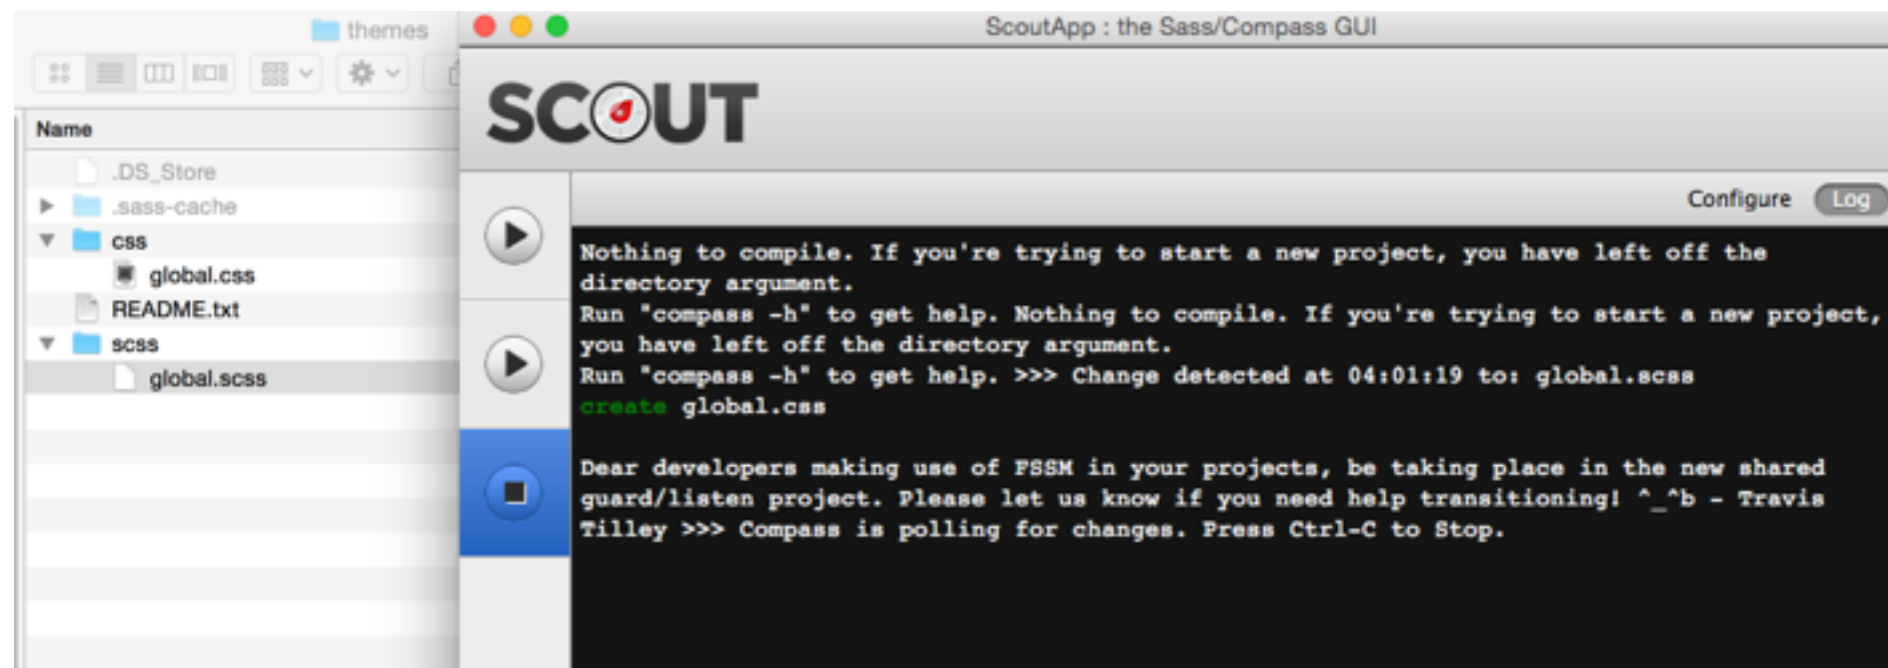 themes
Name
.DS_Store
.sass-cache
css
global.css
README.txt
scss
global.scss
ScoutApp : the Sass/Compass GUI
SCOUT
Configure Log
Nothing to compile. If you're trying to start a new project, you have left off the
directory argument.
Run "compass -h" to get help. Nothing to compile. If you're trying to start a new project,
you have left off the directory argument.
Run "compass -h" to get help. >>> Change detected at 04:01:19 to: global.scss
create global.css
Dear developers making use of FSSM in your projects, be taking place in the new shared
guard/listen project. Please let us know if you need help transitioning! ^_^b - Travis
Tilley >>> Compass is polling for changes. Press Ctrl-C to Stop.